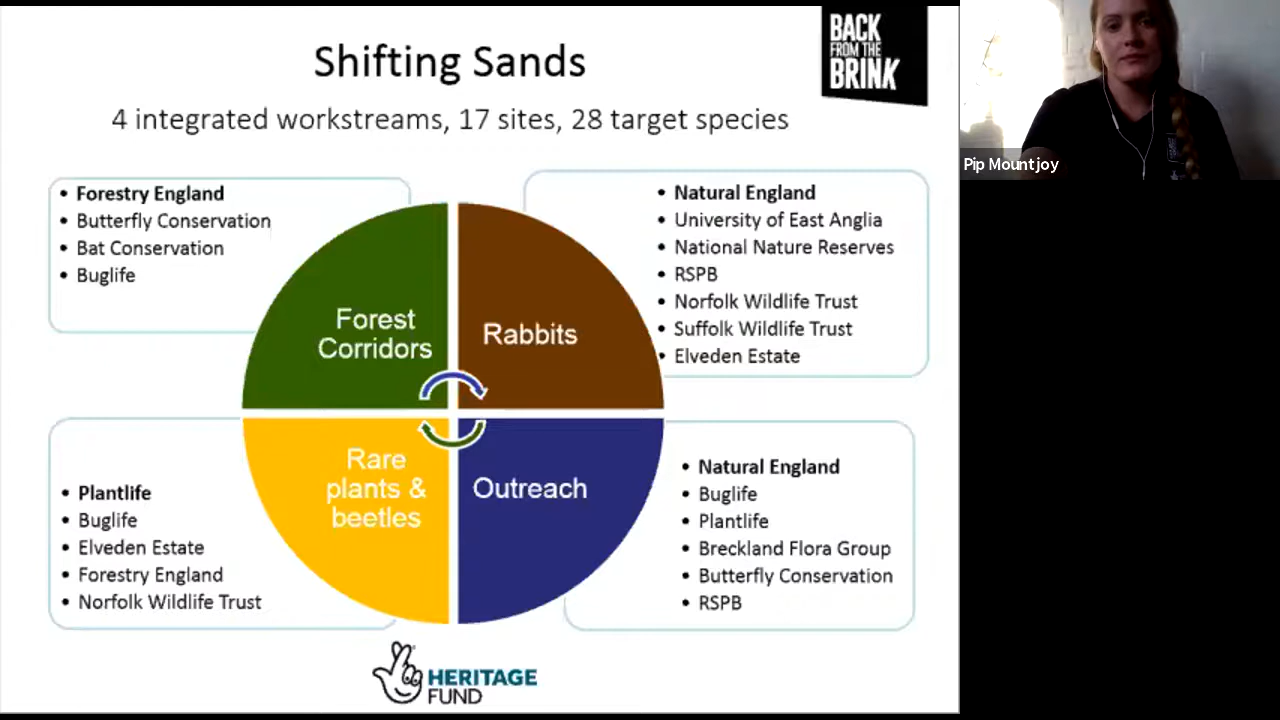 Shifting Sands
4 integrated workstreams, 17 sites, 28 target species
BACK
FROM THE
BRINK
Pip Mountjoy
• Forestry England
• Butterfly Conservation
• Bat Conservation
• Buglife
• Natural England
• University of East Anglia
• National Nature Reserves
• RSPB
• Norfolk Wildlife Trust
• Suffolk Wildlife Trust
• Elveden Estate
Forest
Corridors
Rabbits
Rare
plants &
beetles
Outreach
• Plantlife
• Buglife
• Elveden Estate
• Forestry England
• Norfolk Wildlife Trust
• Natural England
• Buglife
• Plantlife
• Breckland Flora Group
• Butterfly Conservation
• RSPB
HERITAGE
FUND